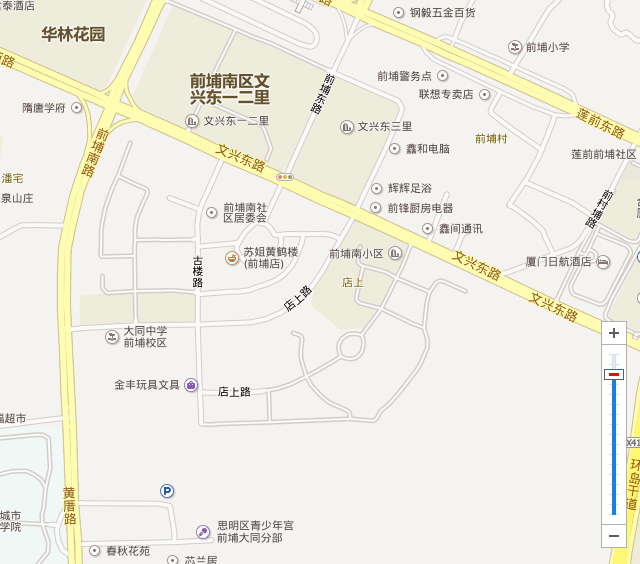 泰酒店
钢毅五金百货
华林花园
前埔小学
路
前埔南区文
兴东一二里
前埔警务点
联想专卖店
前埔东路
隋唐学府
文兴东一二里
文兴东三里
莲前东路
前埔村
鑫和电脑
莲前前埔社区
前埔南路
文兴东路
潘宅
泉山庄
辉辉足浴
前村埔路
前埔南社
区居委会
前锋厨房电器
鑫间通讯
苏姐黄鹤楼
(前埔店)
前埔南小区
文兴东路
厦门日航酒店
古楼路
店上
店上路
文兴东路
大同中学
前埔校区
金丰玩具文具
店上路
福超市
X41
环岛干道
黄厝路
P
城市
学院
思明区青少年宫
前埔大同分部
春秋花苑
芯兰居